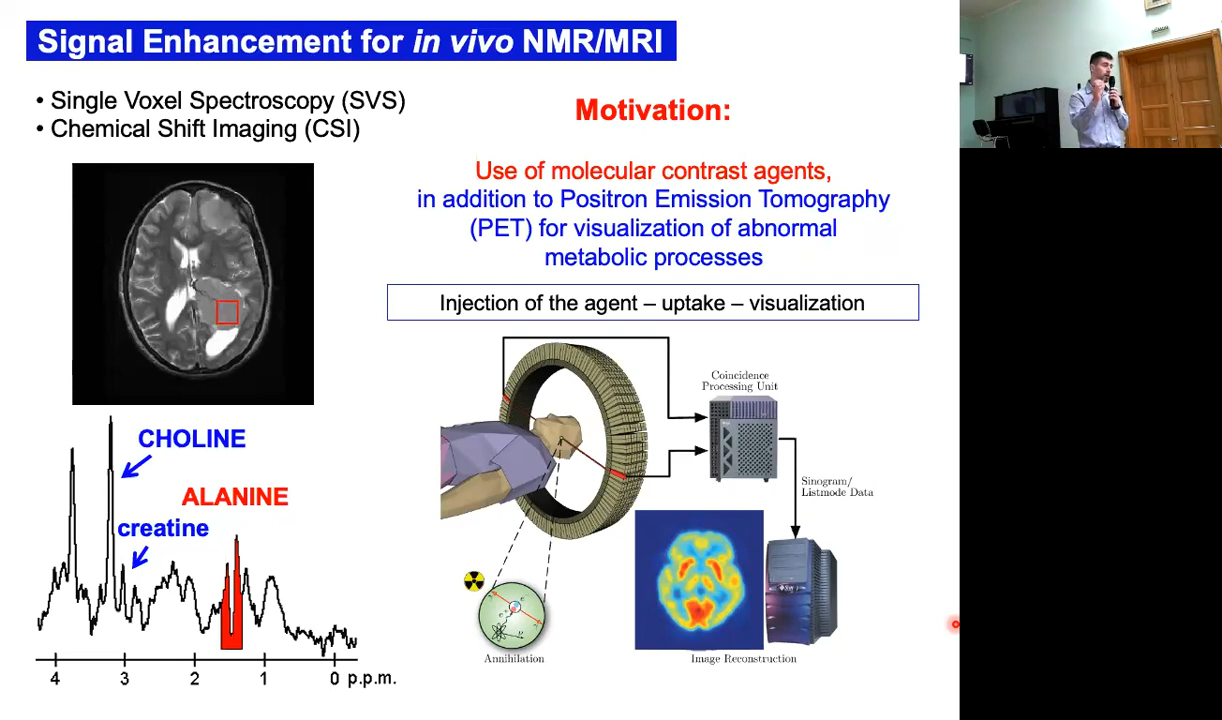 Signal Enhancement for in vivo NMR/MRI
• Single Voxel Spectroscopy (SVS)
• Chemical Shift Imaging (CSI)
Motivation:
Use of molecular contrast agents,
in addition to Positron Emission Tomography
(PET) for visualization of abnormal
metabolic processes
Injection of the agent – uptake – visualization
CHOLINE
ALANINE
creatine
4 3 2 1 0 p.p.m.
Coincidence
Processing Unit
Sinogram/
Listmode Data
Annihilation
Image Reconstruction